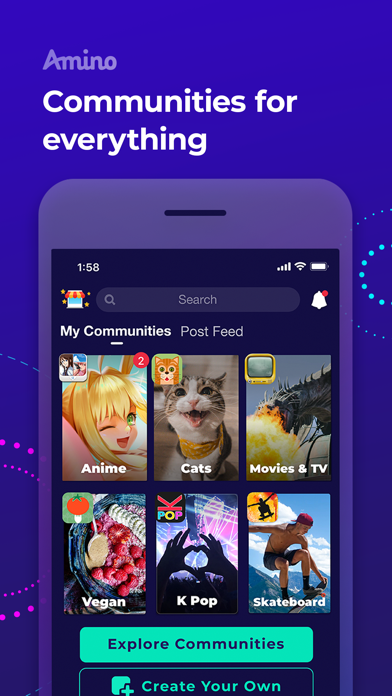 Amino
Communities for
everything
1:58
Search
My Communities Post Feed
2
Anime
Cats
Movies & TV
K
POP
Vegan
K Pop
Skateboard
Explore Communities
Create Your Own